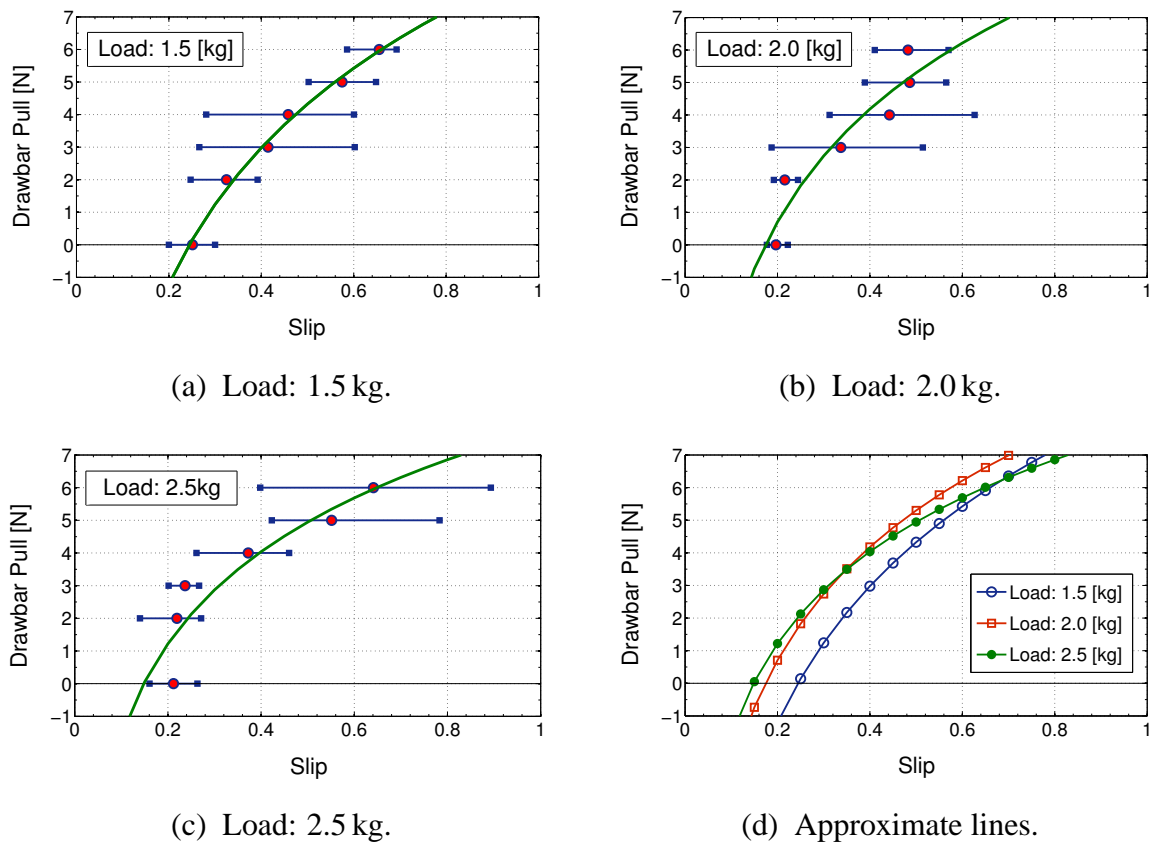 7
6
5
4
3
2
1
0
−1
Drawbar Pull [N]
Load: 1.5 [kg]
0 0.2 0.4 0.6 0.8 1
Slip
(a) Load: 1.5 kg.
7
6
5
4
3
2
1
0
−1
Drawbar Pull [N]
Load: 2.0 [kg]
0 0.2 0.4 0.6 0.8 1
Slip
(b) Load: 2.0 kg.
7
6
5
4
3
2
1
0
−1
Drawbar Pull [N]
Load: 2.5kg
0 0.2 0.4 0.6 0.8 1
Slip
(c) Load: 2.5 kg.
7
6
5
4
3
2
1
0
−1
Drawbar Pull [N]
Load: 1.5 [kg]
Load: 2.0 [kg]
Load: 2.5 [kg]
0 0.2 0.4 0.6 0.8 1
Slip
(d) Approximate lines.